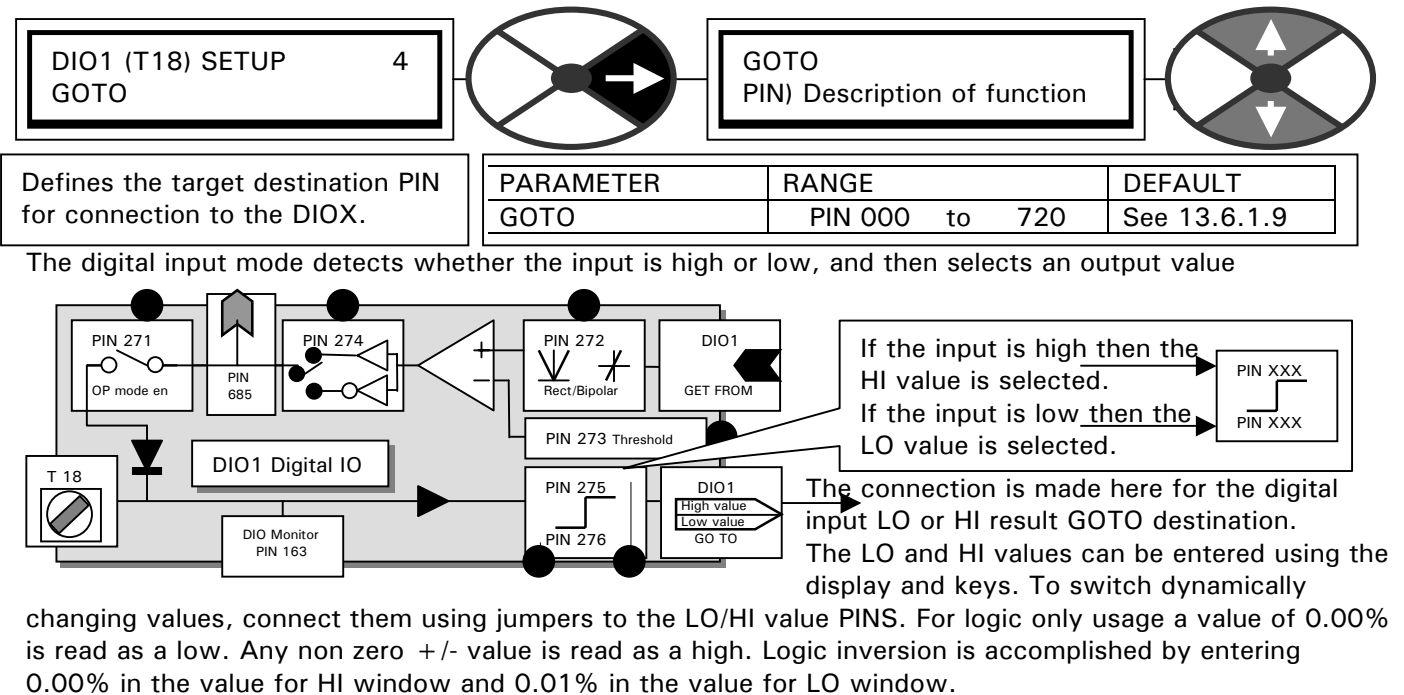 DIO1 (T18) SETUP 4
GOTO
GOTO
PIN) Description of function
Defines the target destination PIN
for connection to the DIOX.
PARAMETER RANGE DEFAULT
GOTO PIN 000 to 720 See 13.6.1.9
The digital input mode detects whether the input is high or low, and then selects an output value
PIN 271
OP mode en
PIN
685
PIN 274
PIN 272
Rect/Bipolar
DIO1
GET FROM
PIN 273 Threshold
If the input is high then the
HI value is selected.
If the input is low then the
LO value is selected.
PIN XXX
PIN XXX
T 18
DIO1 Digital IO
DIO Monitor
PIN 163
PIN 275
PIN 276
DIO1
High value
Low value
GO TO
The connection is made here for the digital
input LO or HI result GOTO destination.
The LO and HI values can be entered using the
display and keys. To switch dynamically
changing values, connect them using jumpers to the LO/HI value PINS. For logic only usage a value of 0.00%
is read as a low. Any non zero +/- value is read as a high. Logic inversion is accomplished by entering
0.00% in the value for HI window and 0.01% in the value for LO window.